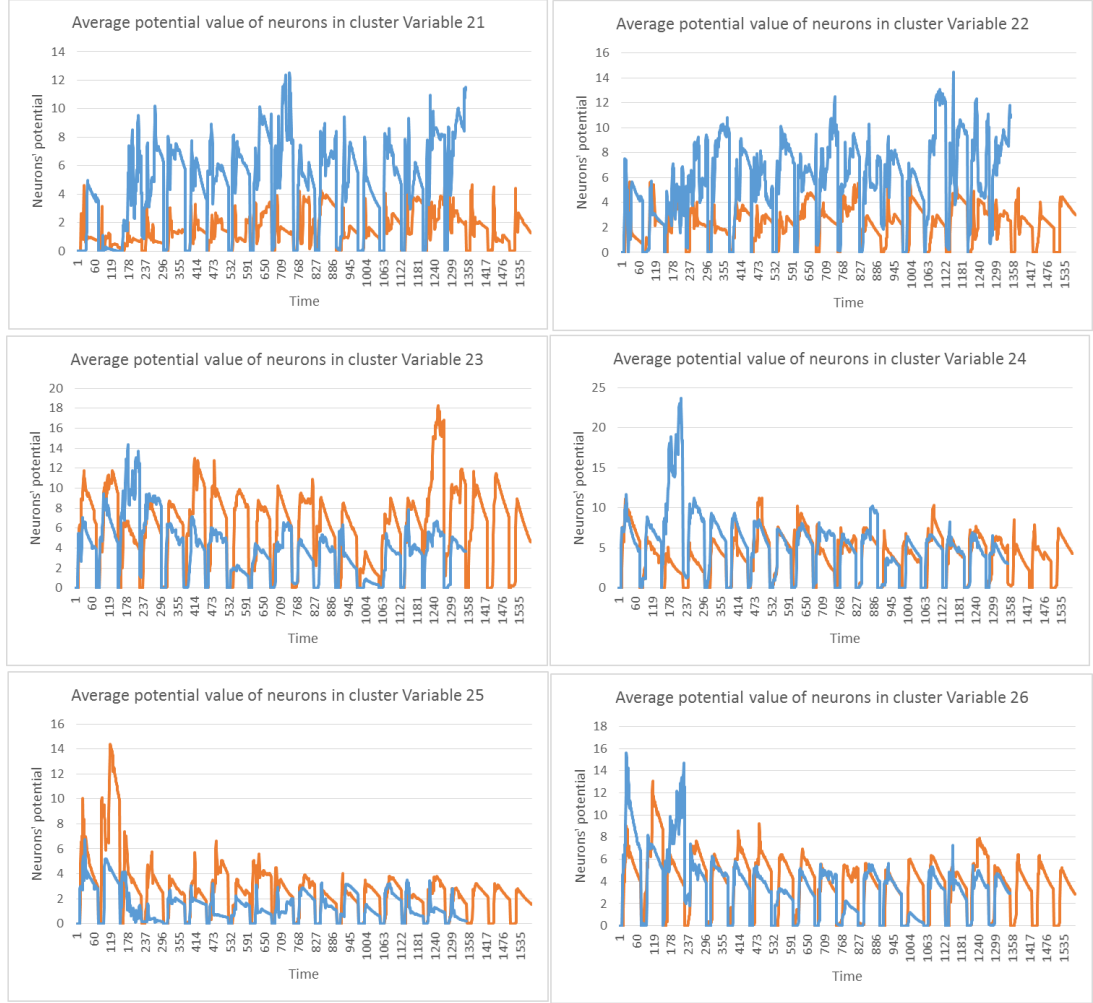 Average potential value of neurons in cluster Variable 21
Neurons' potential
14
12
10
8
6
4
2
0
1 60 119 178 237 296 355 414 473 532 591 650 709 768 827 886 945 1004 1063 1122 1181 1240 1299 1358 1417 1476 1535
Time
Average potential value of neurons in cluster Variable 22
Neurons' potential
16
14
12
10
8
6
4
2
0
1 60 119 178 237 296 355 414 473 532 591 650 709 768 827 886 945 1004 1063 1122 1181 1240 1299 1358 1417 1476 1535
Time
Average potential value of neurons in cluster Variable 23
Neurons' potential
20
18
16
14
12
10
8
6
4
2
0
1 60 119 178 237 296 355 414 473 532 591 650 709 768 827 886 945 1004 1063 1122 1181 1240 1299 1358 1417 1476 1535
Time
Average potential value of neurons in cluster Variable 24
Neurons' potential
25
20
15
10
5
0
1 60 119 178 237 296 355 414 473 532 591 650 709 768 827 886 945 1004 1063 1122 1181 1240 1299 1358 1417 1476 1535
Time
Average potential value of neurons in cluster Variable 25
Neurons' potential
16
14
12
10
8
6
4
2
0
1 60 119 178 237 296 355 414 473 532 591 650 709 768 827 886 945 1004 1063 1122 1181 1240 1299 1358 1417 1476 1535
Time
Average potential value of neurons in cluster Variable 26
Neurons' potential
18
16
14
12
10
8
6
4
2
0
1 60 119 178 237 296 355 414 473 532 591 650 709 768 827 886 945 1004 1063 1122 1181 1240 1299 1358 1417 1476 1535
Time